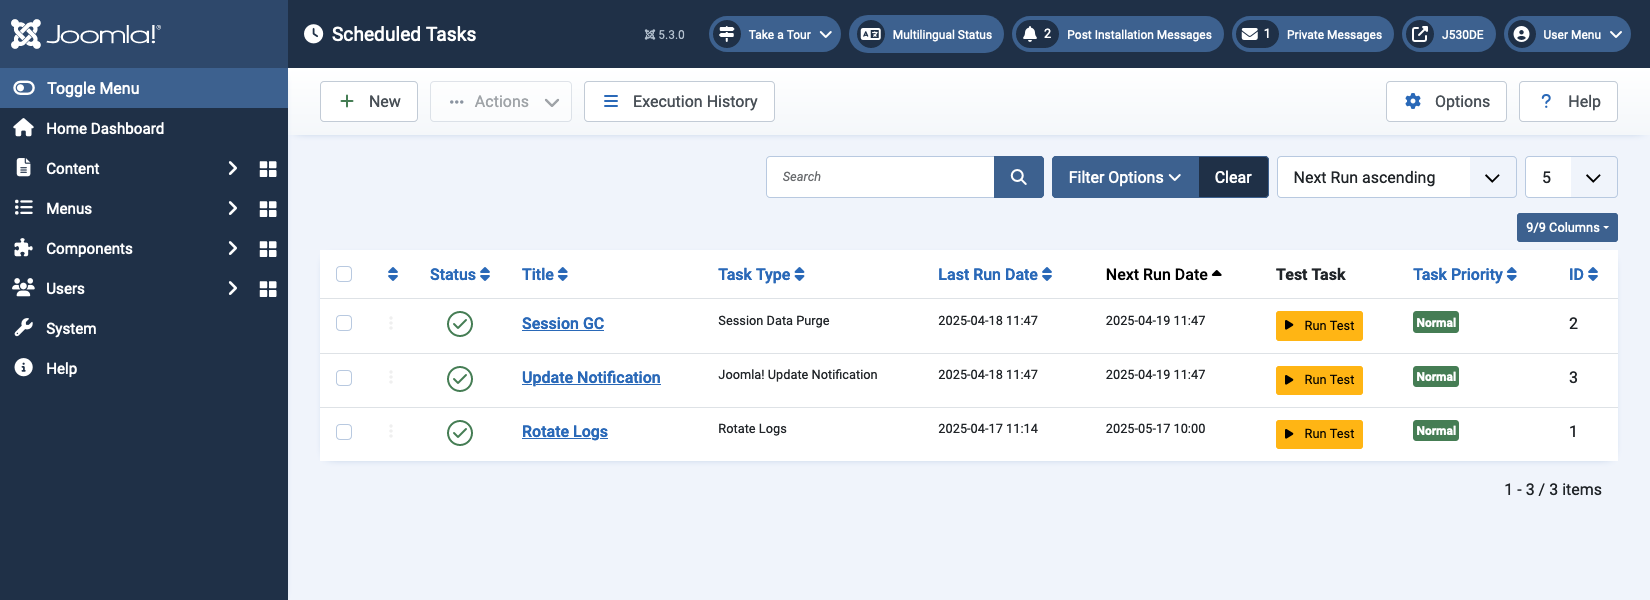 Joomla!®
Scheduled Tasks
5.3.0
Take a Tour
Multilingual Status
2 Post Installation Messages
1 Private Messages
J530DE
User Menu
Toggle Menu
Home Dashboard
Content
Menus
Components
Users
System
Help
New
Actions
Execution History
Options
? Help
Search
Filter Options
Clear
Next Run ascending
5
9/9 Columns
Status Title Task Type Last Run Date Next Run Date Test Task Task Priority ID
Session GC Session Data Purge 2025-04-18 11:47 2025-04-19 11:47 Run Test Normal 2
Update Notification Joomla! Update Notification 2025-04-18 11:47 2025-04-19 11:47 Run Test Normal 3
Rotate Logs Rotate Logs 2025-04-17 11:14 2025-05-17 10:00 Run Test Normal 1
1 - 3 / 3 items